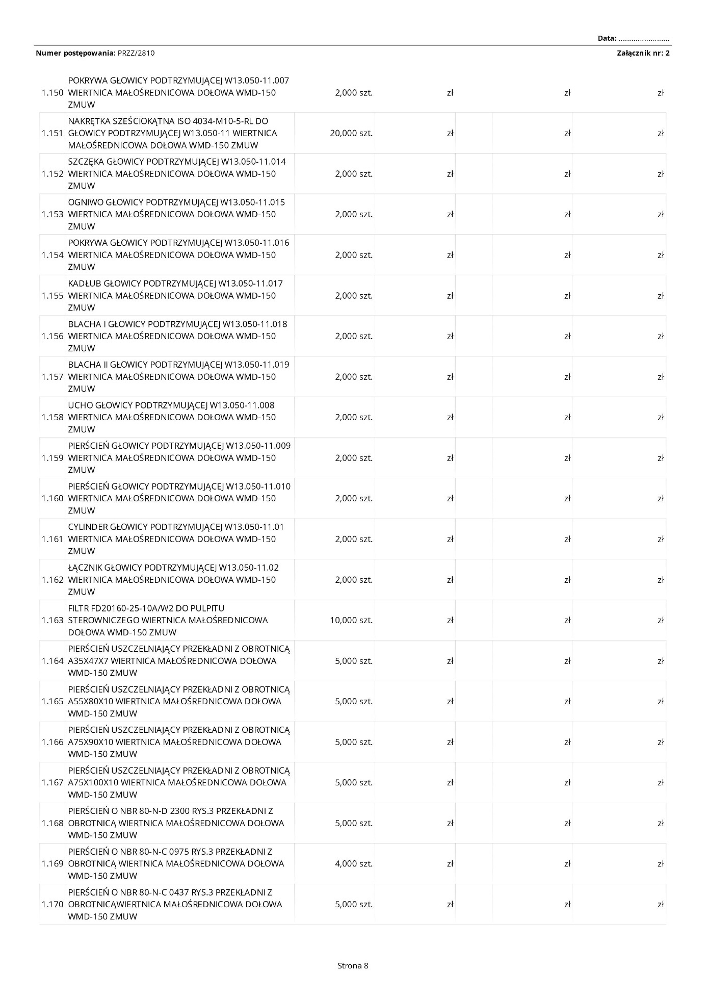 Data: ........................
Numer postępowania: PRZZ/2810 Załącznik nr: 2
POKRYWA GŁOWICY PODTRZYMUJĄCEJ W13.050-11.007
1.150 WIERTNICA MAŁOŚREDNICOWA DOŁOWA WMD-150 2,000 szt. zł zł zł
ZMUW
NAKRĘTKA SZEŚCIOKĄTNA ISO 4034-M10-5-RL DO
1.151 GŁOWICY PODTRZYMUJĄCEJ W13.050-11 WIERTNICA 20,000 szt. zł zł zł
MAŁOŚREDNICOWA DOŁOWA WMD-150 ZMUW
SZCZĘKA GŁOWICY PODTRZYMUJĄCEJ W13.050-11.014
1.152 WIERTNICA MAŁOŚREDNICOWA DOŁOWA WMD-150 2,000 szt. zł zł zł
ZMUW
OGNIWO GŁOWICY PODTRZYMUJĄCEJ W13.050-11.015
1.153 WIERTNICA MAŁOŚREDNICOWA DOŁOWA WMD-150 2,000 szt. zł zł zł
ZMUW
POKRYWA GŁOWICY PODTRZYMUJĄCEJ W13.050-11.016
1.154 WIERTNICA MAŁOŚREDNICOWA DOŁOWA WMD-150 2,000 szt. zł zł zł
ZMUW
KADŁUB GŁOWICY PODTRZYMUJĄCEJ W13.050-11.017
1.155 WIERTNICA MAŁOŚREDNICOWA DOŁOWA WMD-150 2,000 szt. zł zł zł
ZMUW
BLACHA I GŁOWICY PODTRZYMUJĄCEJ W13.050-11.018
1.156 WIERTNICA MAŁOŚREDNICOWA DOŁOWA WMD-150 2,000 szt. zł zł zł
ZMUW
BLACHA II GŁOWICY PODTRZYMUJĄCEJ W13.050-11.019
1.157 WIERTNICA MAŁOŚREDNICOWA DOŁOWA WMD-150 2,000 szt. zł zł zł
ZMUW
UCHO GŁOWICY PODTRZYMUJĄCEJ W13.050-11.008
1.158 WIERTNICA MAŁOŚREDNICOWA DOŁOWA WMD-150 2,000 szt. zł zł zł
ZMUW
PIERŚCIEŃ GŁOWICY PODTRZYMUJĄCEJ W13.050-11.009
1.159 WIERTNICA MAŁOŚREDNICOWA DOŁOWA WMD-150 2,000 szt. zł zł zł
ZMUW
PIERŚCIEŃ GŁOWICY PODTRZYMUJĄCEJ W13.050-11.010
1.160 WIERTNICA MAŁOŚREDNICOWA DOŁOWA WMD-150 2,000 szt. zł zł zł
ZMUW
CYLINDER GŁOWICY PODTRZYMUJĄCEJ W13.050-11.01
1.161 WIERTNICA MAŁOŚREDNICOWA DOŁOWA WMD-150 2,000 szt. zł zł zł
ZMUW
ŁĄCZNIK GŁOWICY PODTRZYMUJĄCEJ W13.050-11.02
1.162 WIERTNICA MAŁOŚREDNICOWA DOŁOWA WMD-150 2,000 szt. zł zł zł
ZMUW
FILTR FD20160-25-10A/W2 DO PULPITU
1.163 STEROWNICZEGO WIERTNICA MAŁOŚREDNICOWA 10,000 szt. zł zł zł
DOŁOWA WMD-150 ZMUW
PIERŚCIEŃ USZCZELNIAJĄCY PRZEKŁADNI Z OBROTNICĄ
1.164 A35X47X7 WIERTNICA MAŁOŚREDNICOWA DOŁOWA 5,000 szt. zł zł zł
WMD-150 ZMUW
PIERŚCIEŃ USZCZELNIAJĄCY PRZEKŁADNI Z OBROTNICĄ
1.165 A55X80X10 WIERTNICA MAŁOŚREDNICOWA DOŁOWA 5,000 szt. zł zł zł
WMD-150 ZMUW
PIERŚCIEŃ USZCZELNIAJĄCY PRZEKŁADNI Z OBROTNICĄ
1.166 A75X90X10 WIERTNICA MAŁOŚREDNICOWA DOŁOWA 5,000 szt. zł zł zł
WMD-150 ZMUW
PIERŚCIEŃ USZCZELNIAJĄCY PRZEKŁADNI Z OBROTNICĄ
1.167 A75X100X10 WIERTNICA MAŁOŚREDNICOWA DOŁOWA 5,000 szt. zł zł zł
WMD-150 ZMUW
PIERŚCIEŃ O NBR 80-N-D 2300 RYS.3 PRZEKŁADNI Z
1.168 OBROTNICĄ WIERTNICA MAŁOŚREDNICOWA DOŁOWA 5,000 szt. zł zł zł
WMD-150 ZMUW
PIERŚCIEŃ O NBR 80-N-C 0975 RYS.3 PRZEKŁADNI Z
1.169 OBROTNICĄ WIERTNICA MAŁOŚREDNICOWA DOŁOWA 4,000 szt. zł zł zł
WMD-150 ZMUW
PIERŚCIEŃ O NBR 80-N-C 0437 RYS.3 PRZEKŁADNI Z
1.170 OBROTNICĄWIERTNICA MAŁOŚREDNICOWA DOŁOWA 5,000 szt. zł zł zł
WMD-150 ZMUW
Strona 8